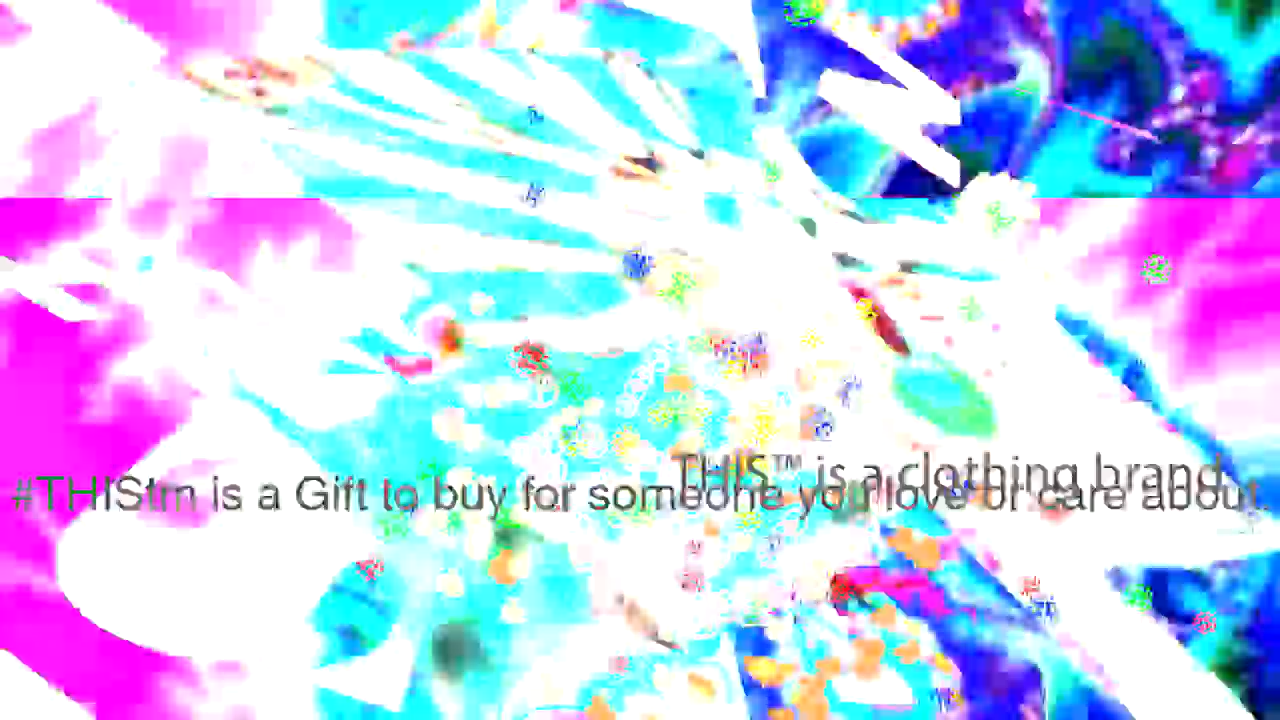 THIS™ is a clothing brand
#THIStm is a Gift to buy for someone you love or care about.